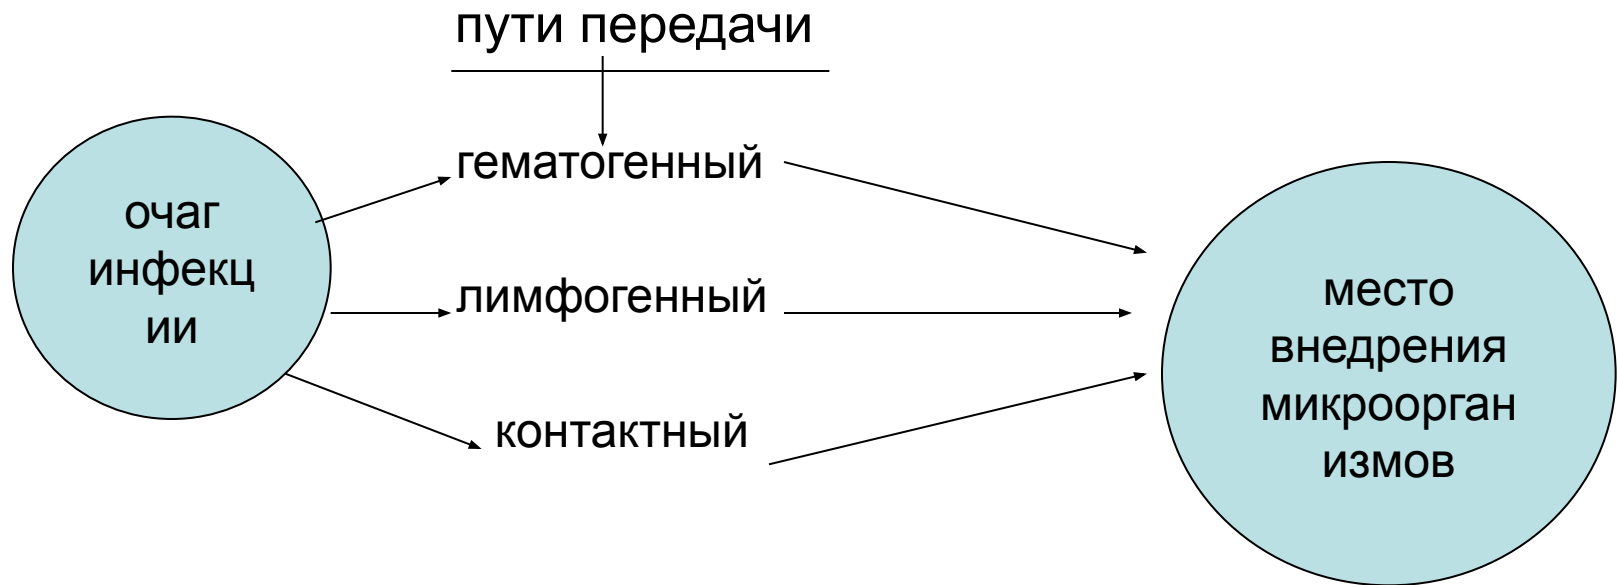 пути передачи
гематогенный
очаг
инфекц
ии
лимфогенный
контактный
место
внедрения
микроорган
измов